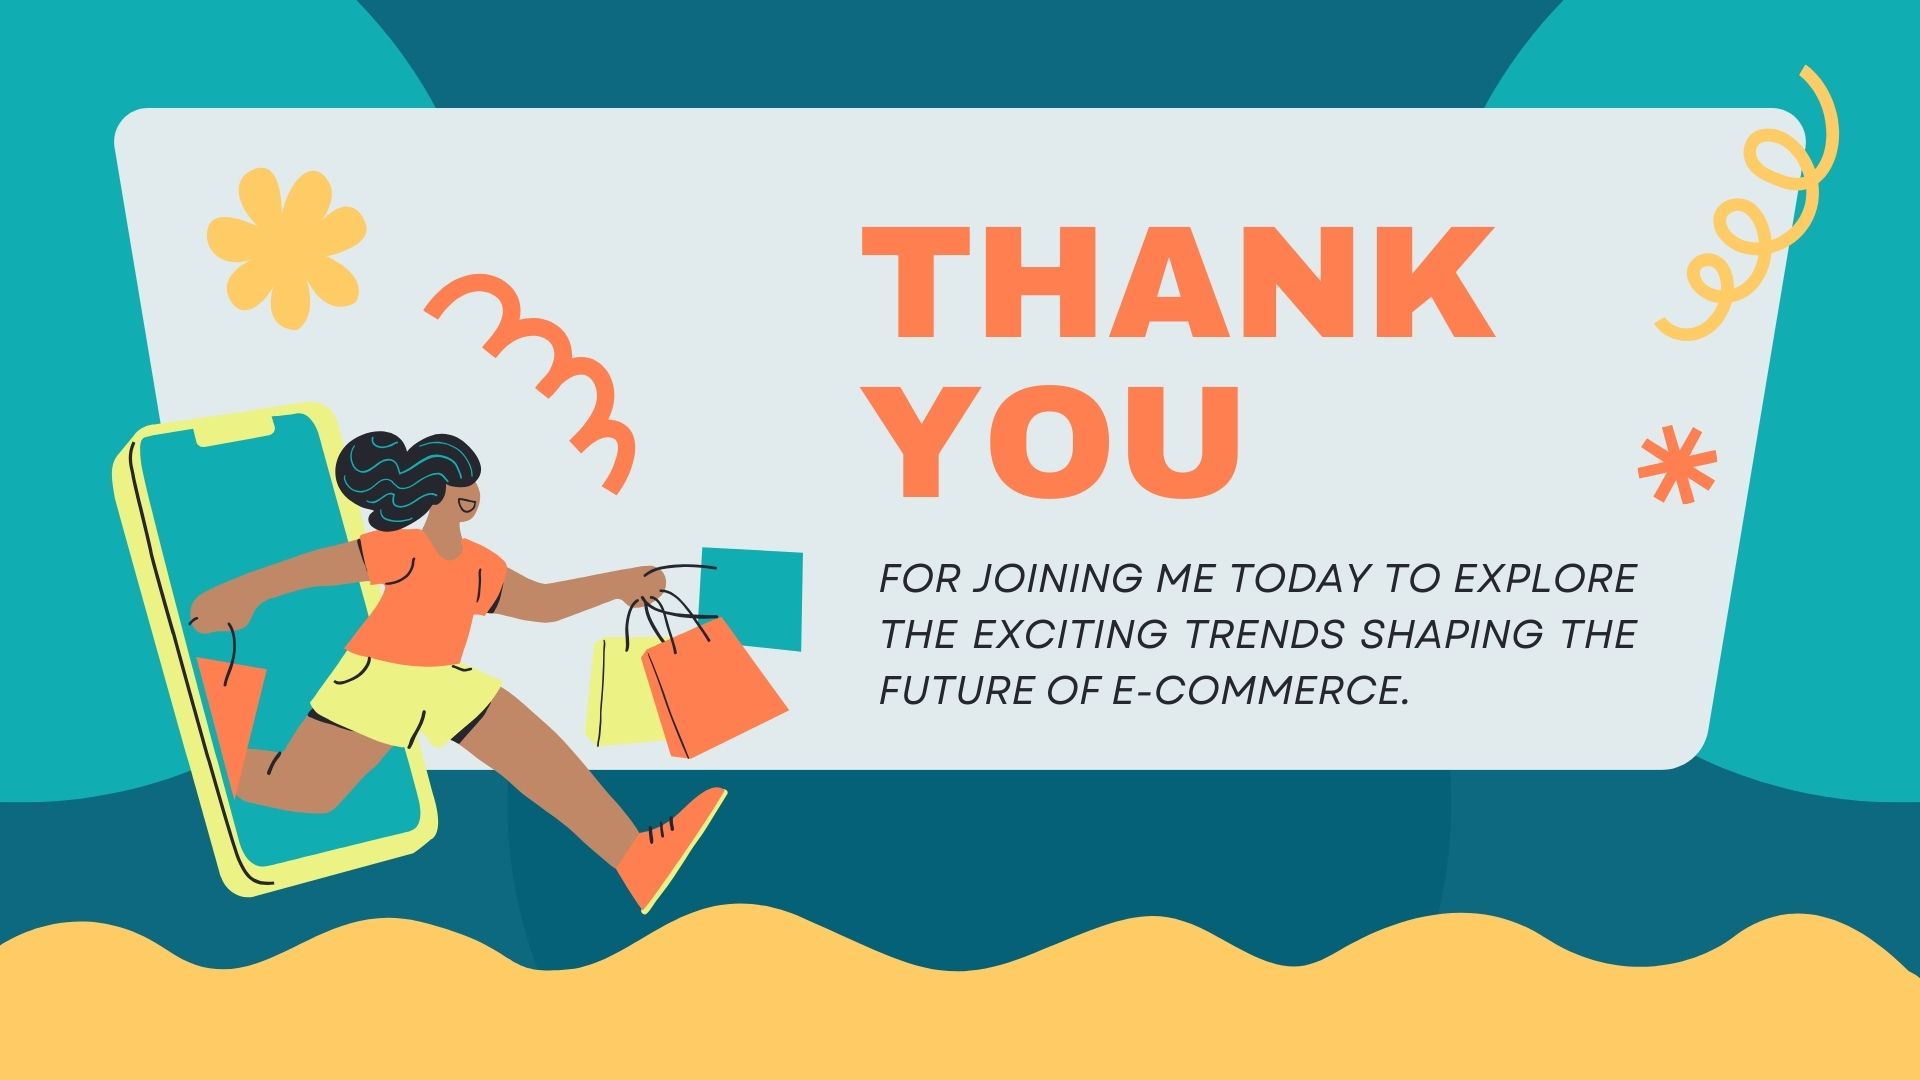 THANK
YOU
FOR JOINING ME TODAY TO EXPLORE
THE EXCITING TRENDS SHAPING THE
FUTURE OF E-COMMERCE.